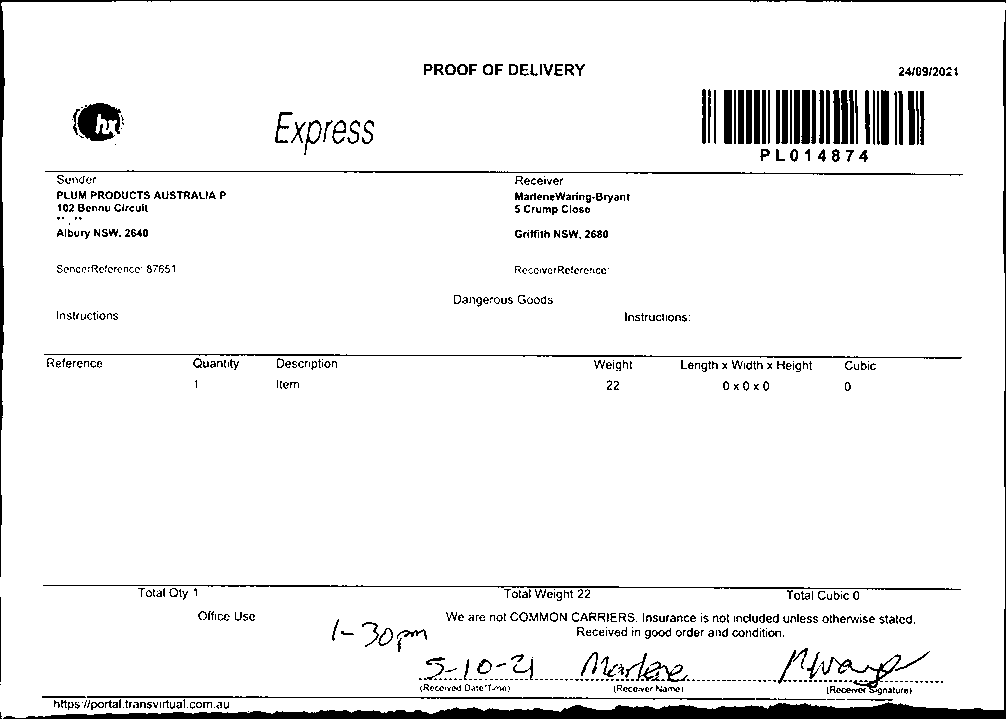 PROOF OF DELIVERY
24/09/2021
hx
Express
PL014874
Sender
PLUM PRODUCTS AUSTRALIA P
102 Bennu Circuit
**, **
Albury NSW, 2640
SenderReference: 87651
Receiver
MarleneWaring-Bryant
5 Crump Close
Griffith NSW, 2680
ReceiverReference:
Dangerous Goods
Instructions
Instructions:
Reference Quantity Description Weight Length x Width x Height Cubic
1 Item 22 0 x 0 x 0 0
Total Qty 1 Total Weight 22 Total Cubic 0
Office Use
We are not COMMON CARRIERS. Insurance is not included unless otherwise stated.
Received in good order and condition.
1-30pm
5-10-21 Marlene
(Received Date/Time) (Receiver Name) (Receiver Signature)
https://portal.transvirtual.com.au